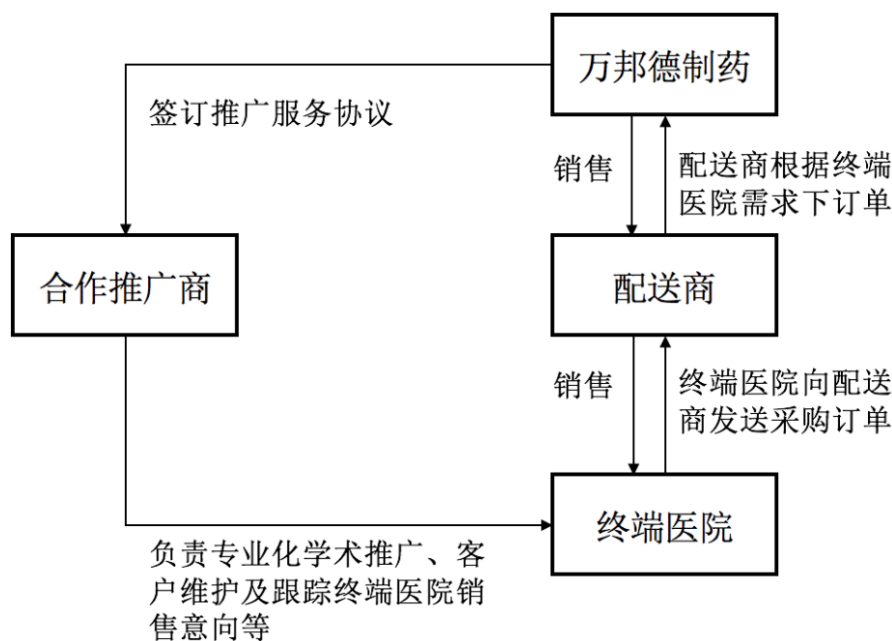 万邦德制药
签订推广服务协议
销售
配送商根据终端
医院需求下订单
合作推广商
配送商
销售
终端医院向配送
商发送采购订单
终端医院
负责专业化学术推广、客
户维护及跟踪终端医院销
售意向等